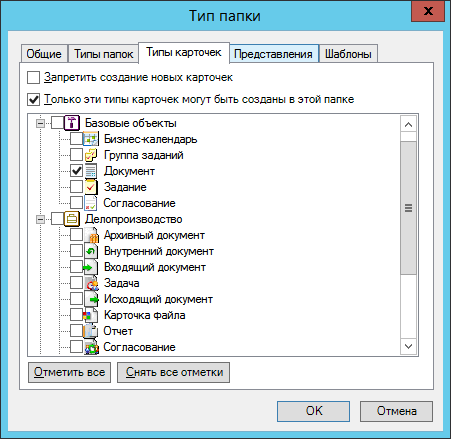 Тип папки
x
Общие Типы папок Типы карточек Представления Шаблоны
Запретить создание новых карточек
Только эти типы карточек могут быть созданы в этой папке
Базовые объекты
Бизнес-календарь
Группа заданий
Документ
Задание
Согласование
Делопроизводство
Архивный документ
Внутренний документ
Входящий документ
Задача
Исходящий документ
Карточка файла
Отчет
Согласование
Отметить все Снять все отметки
OK Отмена